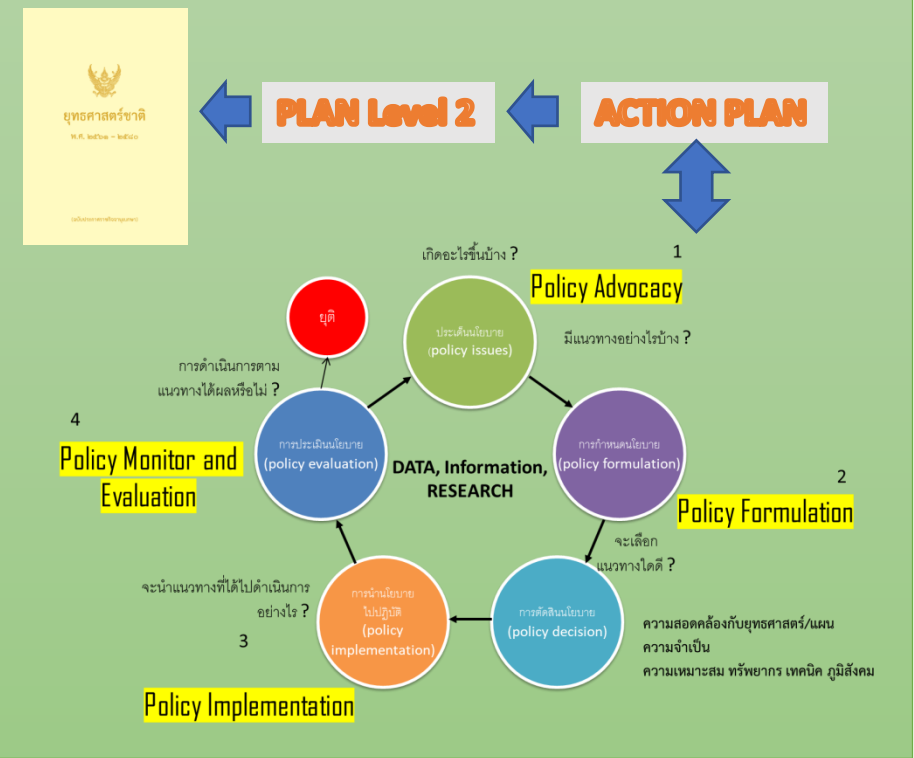 ยุทธศาสตร์ชาติ
พ.ศ. ๒๕๖๑ – ๒๕๘๐
PLAN Level 2
ACTION PLAN
1
เกิดอะไรขึ้นบ้าง ?
Policy Advocacy
ประเด็นนโยบาย
(policy issues)
มีแนวทางอย่างไรบ้าง ?
ยุติ
การดำเนินการตาม
แนวทางได้ผลหรือไม่ ?
4
Policy Monitor and
Evaluation
การประเมินนโยบาย
(policy evaluation)
DATA, Information,
RESEARCH
การกำหนดนโยบาย
(policy formulation)
2
Policy Formulation
จะเลือก
แนวทางใดดี ?
จะนำแนวทางที่ได้ไปดำเนินการ
อย่างไร ?
3
การนำนโยบาย
ไปปฏิบัติ
(policy
implementation)
การตัดสินนโยบาย
(policy decision)
ความสอดคล้องกับยุทธศาสตร์/แผน
ความจำเป็น
ความเหมาะสม ทรัพยากร เทคนิค ภูมิสังคม
Policy Implementation